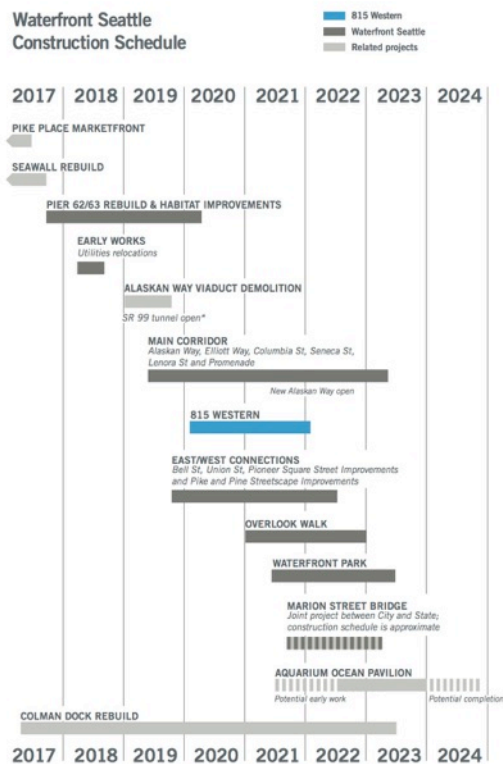 Waterfront Seattle
Construction Schedule
815 Western
Waterfront Seattle
Related projects
2017 2018 2019 2020 2021 2022 2023 2024
PIKE PLACE MARKETFRONT
SEAWALL REBUILD
PIER 62/63 REBUILD & HABITAT IMPROVEMENTS
EARLY WORKS
Utilities relocations
ALASKAN WAY VIADUCT DEMOLITION
SR 99 tunnel open*
MAIN CORRIDOR
Alaskan Way, Elliott Way, Columbia St, Seneca St,
Lenora St and Promenade
New Alaskan Way open
815 WESTERN
EAST/WEST CONNECTIONS
Bell St, Union St, Pioneer Square Street Improvements
and Pike and Pine Streetscape Improvements
OVERLOOK WALK
WATERFRONT PARK
MARION STREET BRIDGE
Joint project between City and State;
construction schedule is approximate
AQUARIUM OCEAN PAVILION
Potential early work
Potential completion
COLMAN DOCK REBUILD
2017 2018 2019 2020 2021 2022 2023 2024